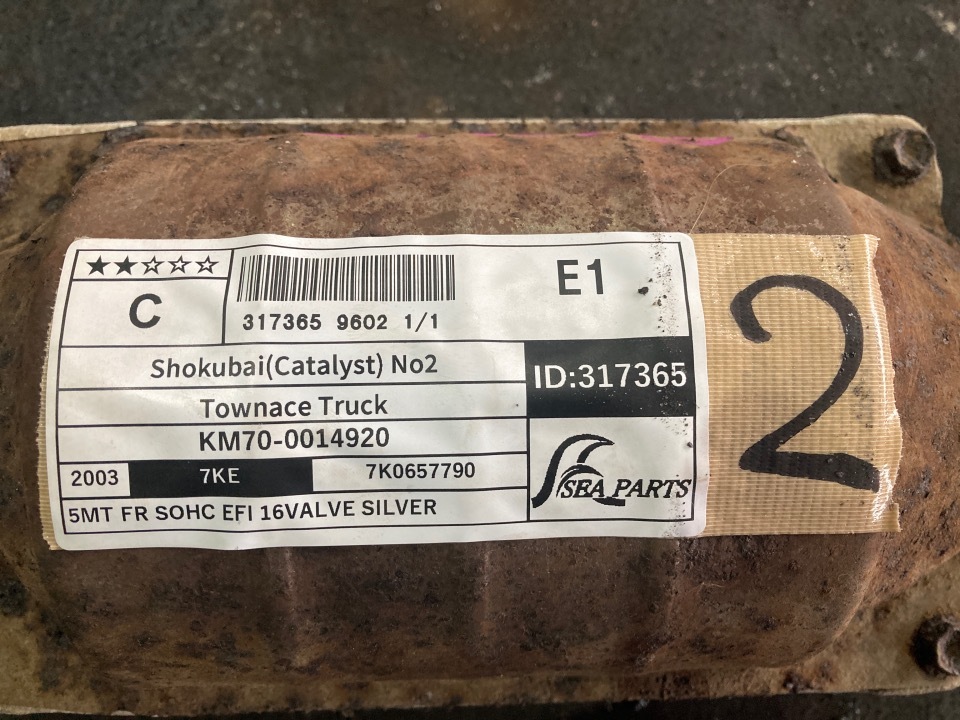 ★★☆☆☆
C
317365 9602 1/1
E1
Shokubai(Catalyst) No2
Townace Truck
KM70-0014920
2003 7KE 7K0657790
5MT FR SOHC EFI 16VALVE SILVER
ID:317365
SEA PARTS
2